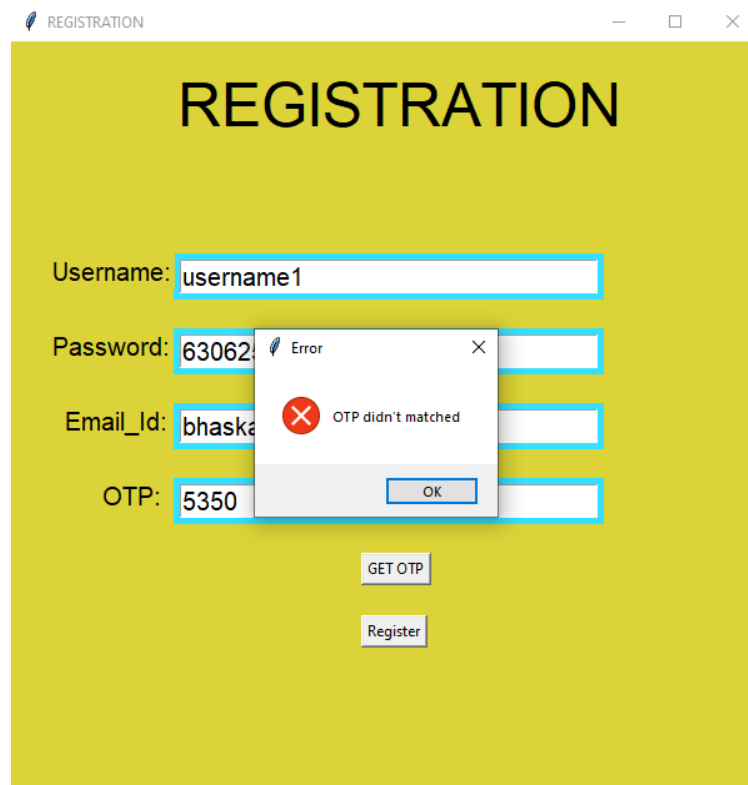 REGISTRATION
REGISTRATION
Username: username1
Password:
Error
OTP didn't matched
Email_Id:
OTP: 5350
OK
GET OTP
Register